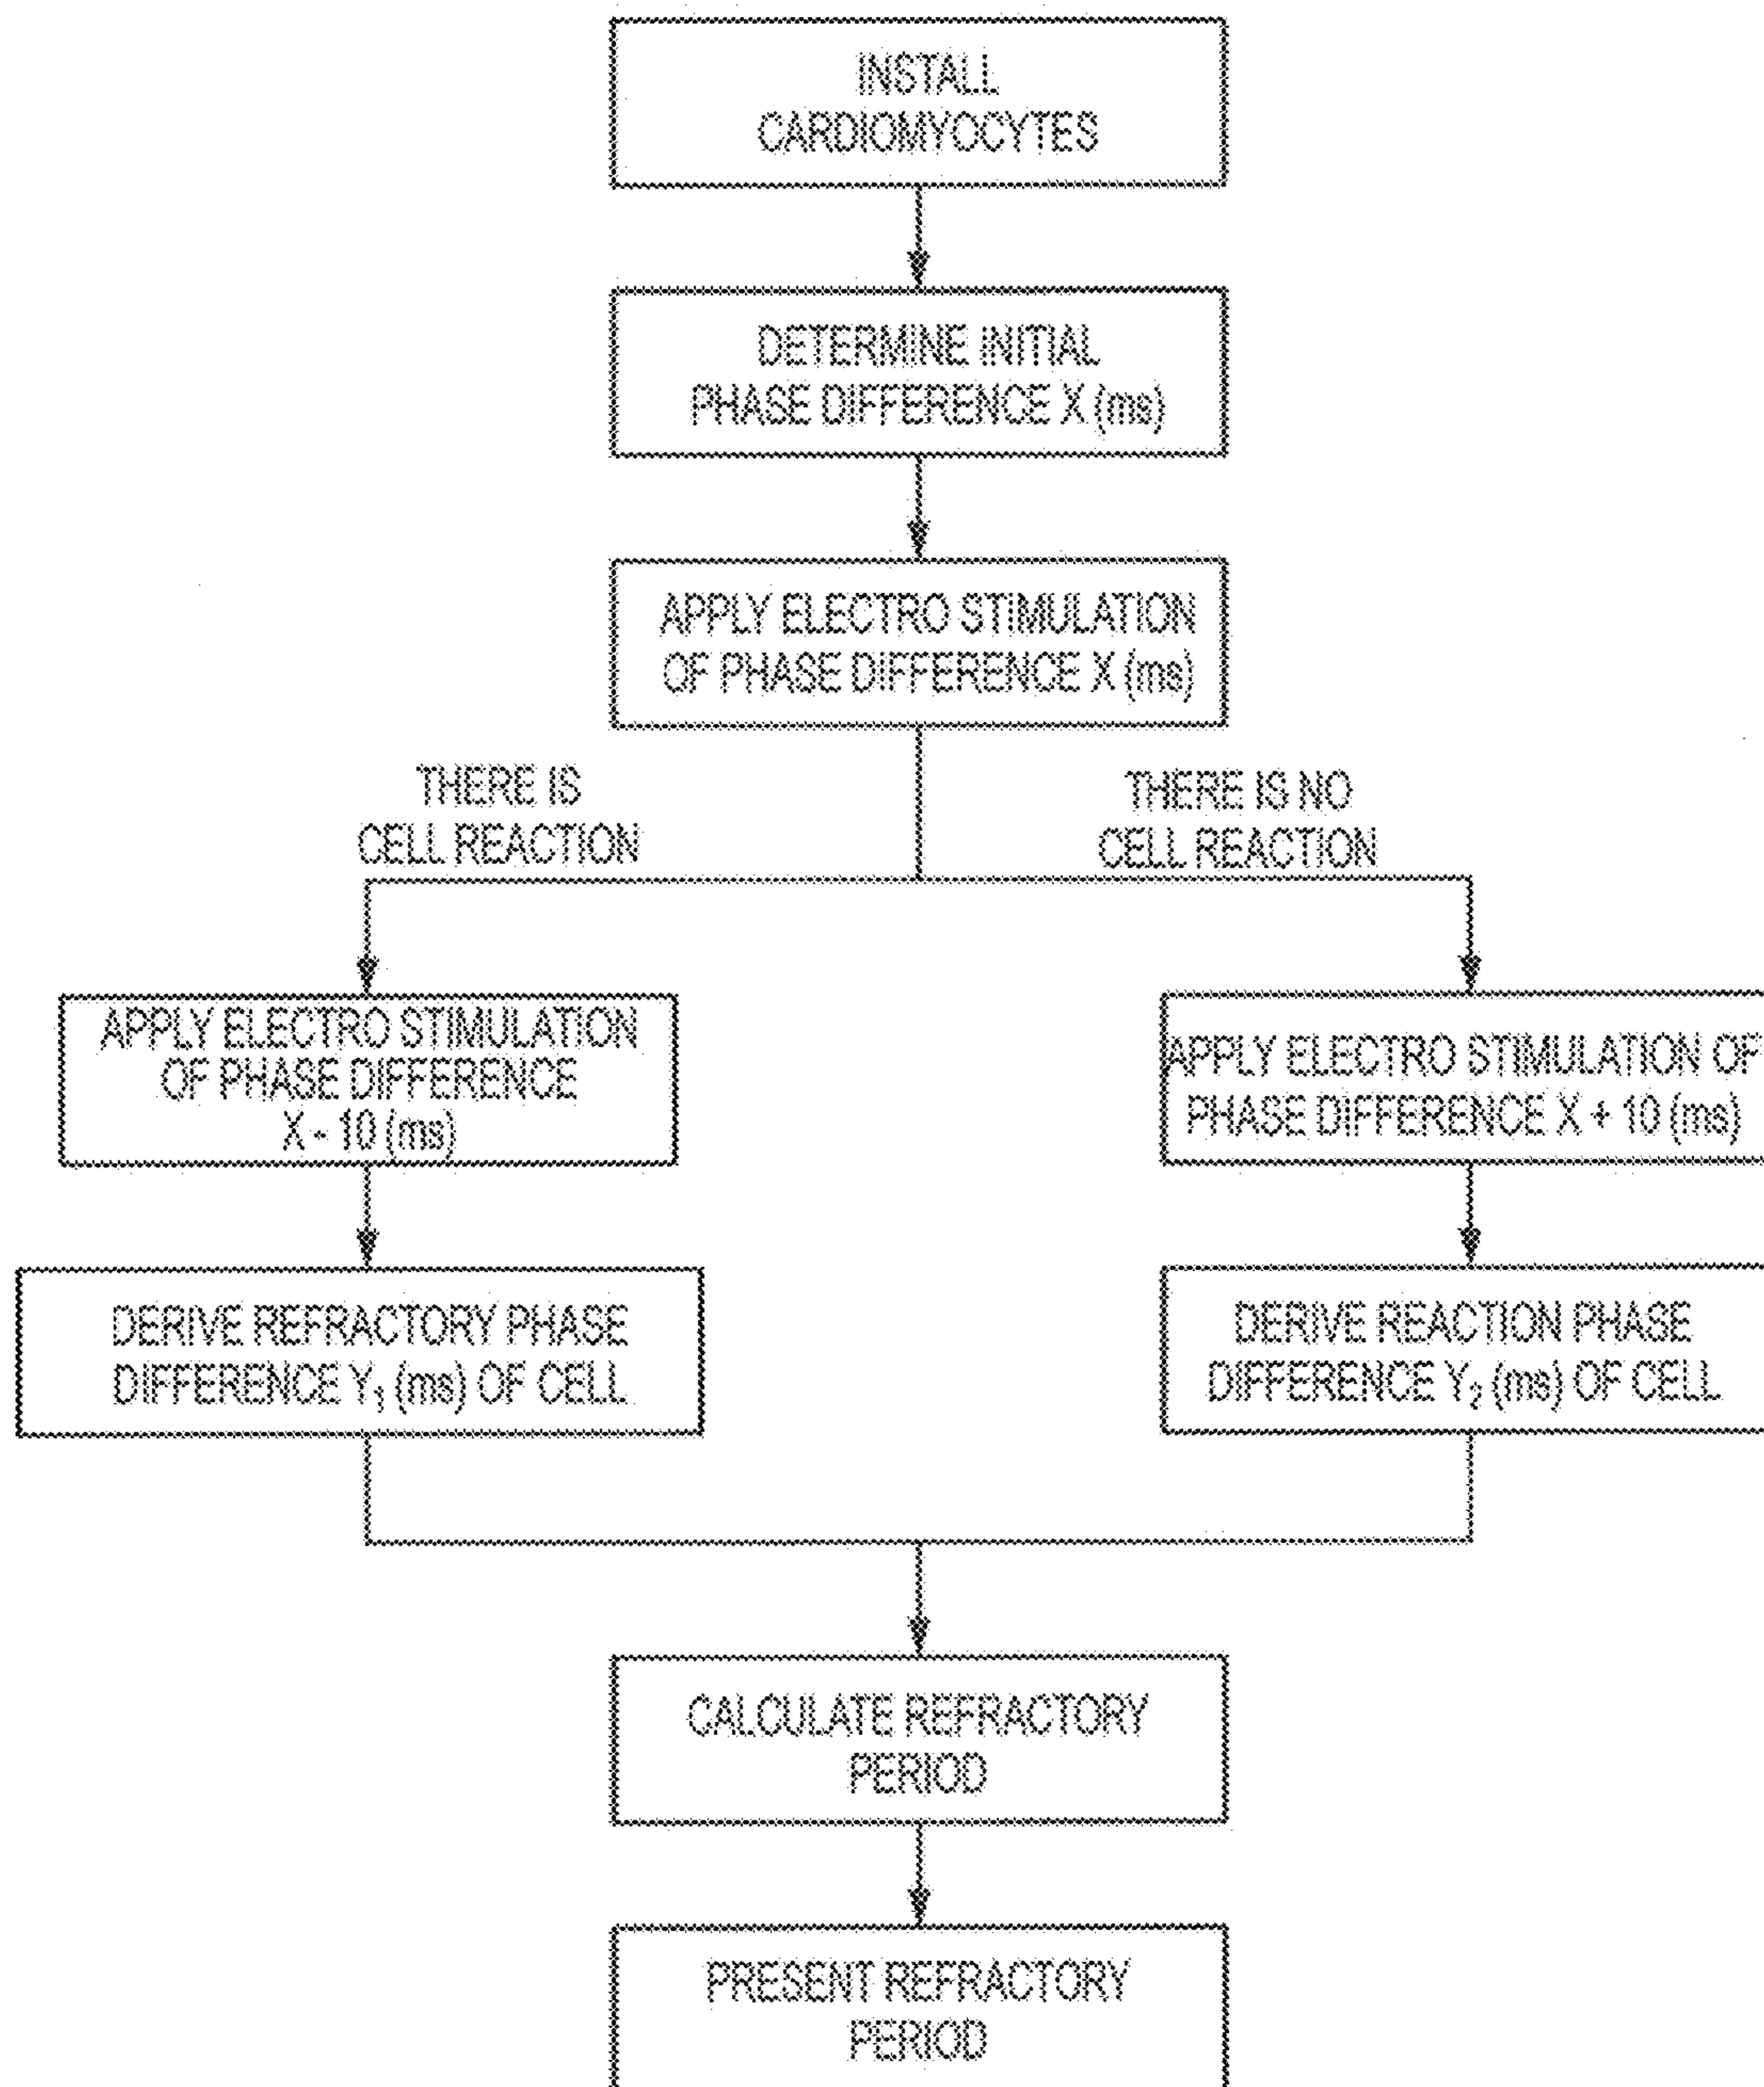 INSTALL
CARDIOMYOCYTES
DETERMINE INITIAL
PHASE DIFFERENCE X (ms)
APPLY ELECTRO STIMULATION
OF PHASE DIFFERENCE X (ms)
THERE IS
CELL REACTION
THERE IS NO
CELL REACTION
APPLY ELECTRO STIMULATION
OF PHASE DIFFERENCE
X - 10 (ms)
APPLY ELECTRO STIMULATION OF
PHASE DIFFERENCE X + 10 (ms)
DERIVE REFRACTORY PHASE
DIFFERENCE Y₁ (ms) OF CELL
DERIVE REACTION PHASE
DIFFERENCE Y₂ (ms) OF CELL
CALCULATE REFRACTORY
PERIOD
PRESENT REFRACTORY
PERIOD